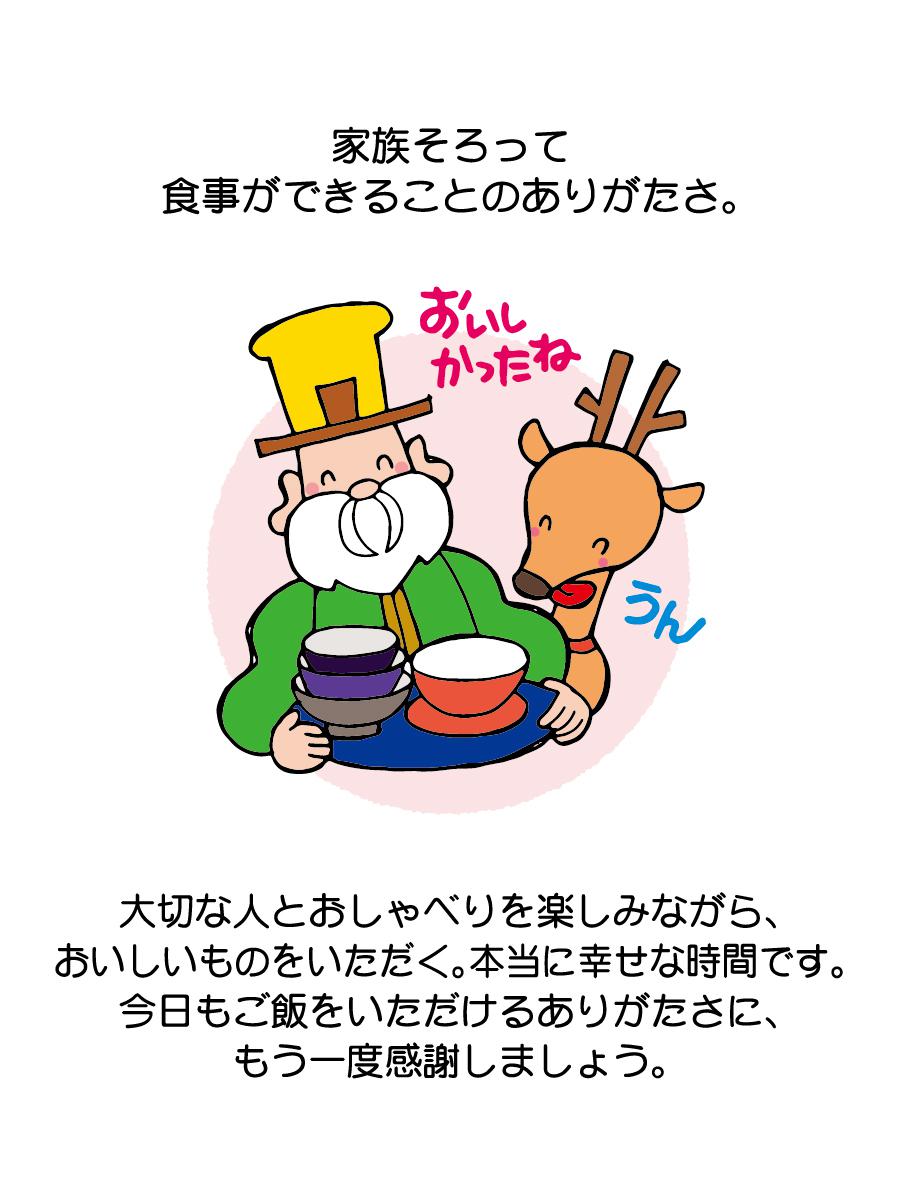 家族そろって
食事ができることのありがたさ。
おいし
かったね
うん
大切な人とおしゃべりを楽しみながら、
おいしいものをいただく。本当に幸せな時間です。
今日もご飯をいただけるありがたさに、
もう一度感謝しましょう。